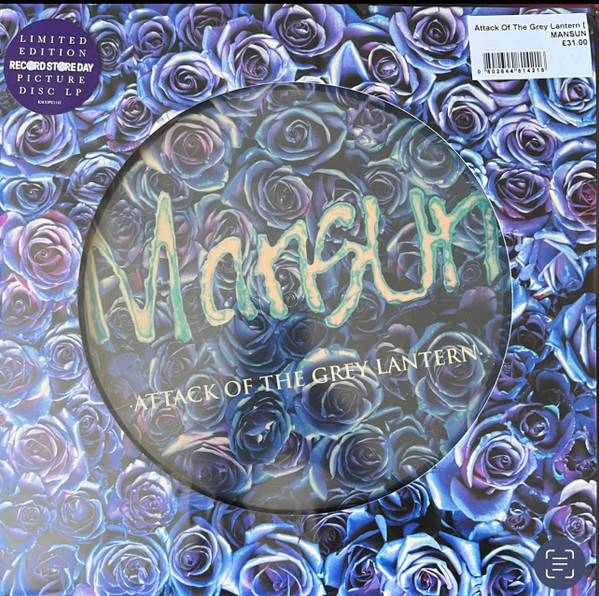 LIMITED
EDITION
RECORD STORE DAY
PICTURE
DISC LP
Attack Of The Grey Lantern [
MANSUN
£31.00
Mansun
·ATTACK OF THE GREY LANTERN·